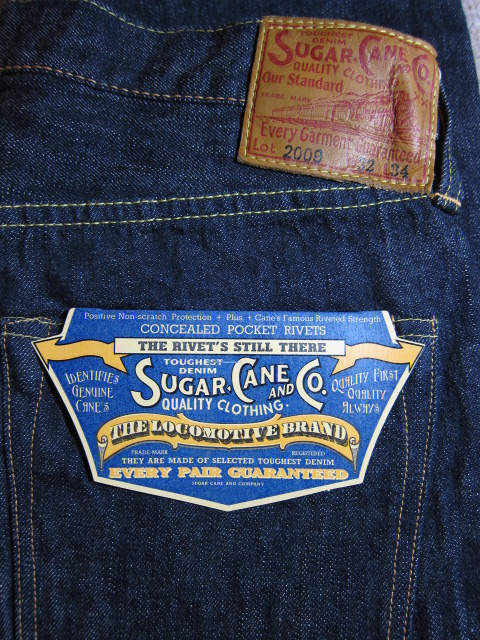 TOUGHEST
DENIM
SUGAR CANE AND CO.
QUALITY CLOTHING
Our Standard
TRADE MARK
Every Garment Guaranteed
Lot 2009 W32 L34
Positive Non-scratch Protection + Plus + Cane's Famous Riveted Strength
CONCEALED POCKET RIVETS
THE RIVET'S STILL THERE
TOUGHEST
DENIM
SUGAR CANE AND CO.
QUALITY CLOTHING.
IDENTIFIES
GENUINE
CANE'S
QUALITY FIRST
QUALITY
ALWAYS
THE LOCOMOTIVE BRAND
TRADE MARK REGISTERED
THEY ARE MADE OF SELECTED TOUGHEST DENIM
EVERY PAIR GUARANTEED
SUGAR CANE AND COMPANY